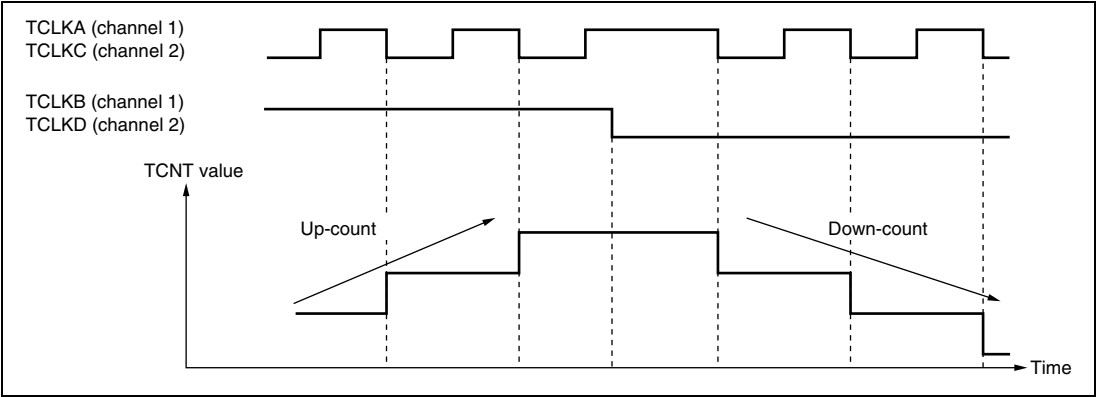 TCLKA (channel 1)
TCLKC (channel 2)
TCLKB (channel 1)
TCLKD (channel 2)
TCNT value
Up-count
Down-count
Time